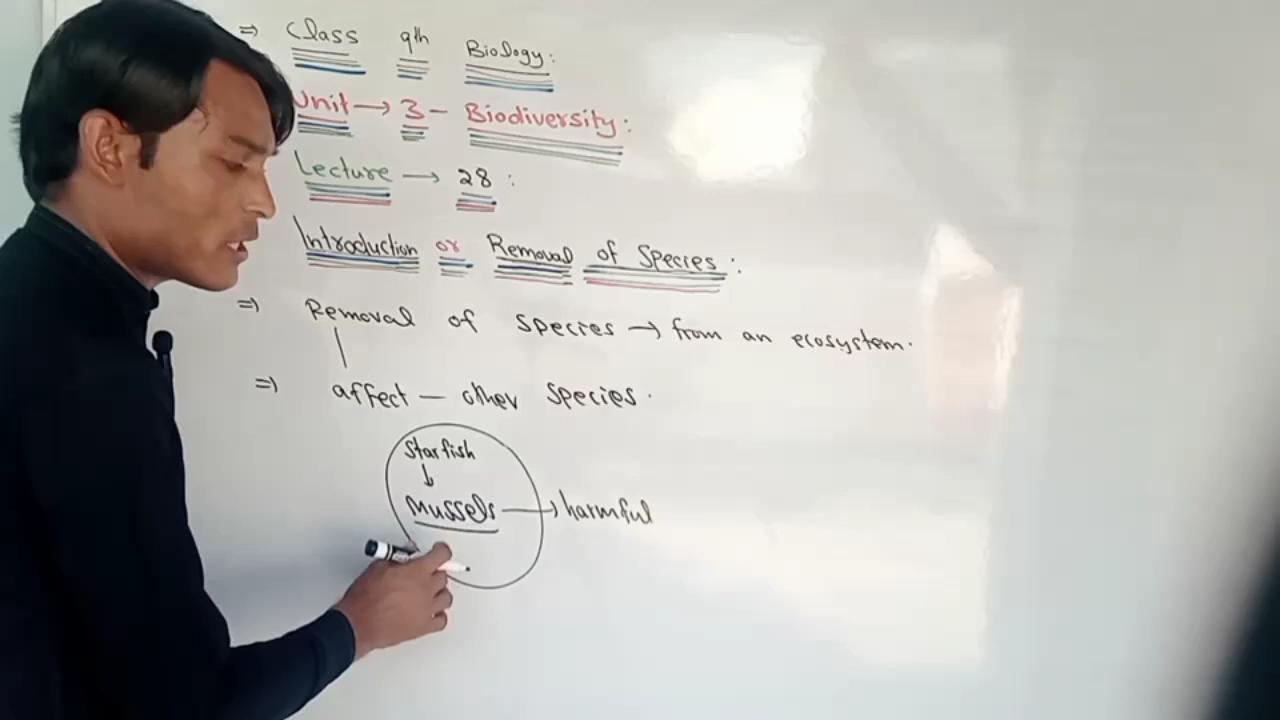 ⇒ Class 9th Biology:
Unit → 3 - Biodiversity:
Lecture → 28 :
Introduction or Removal of Species:
⇒ Removal of species → from an ecosystem.
⇒ affect — other species.
Starfish
↓
Mussels → harmful